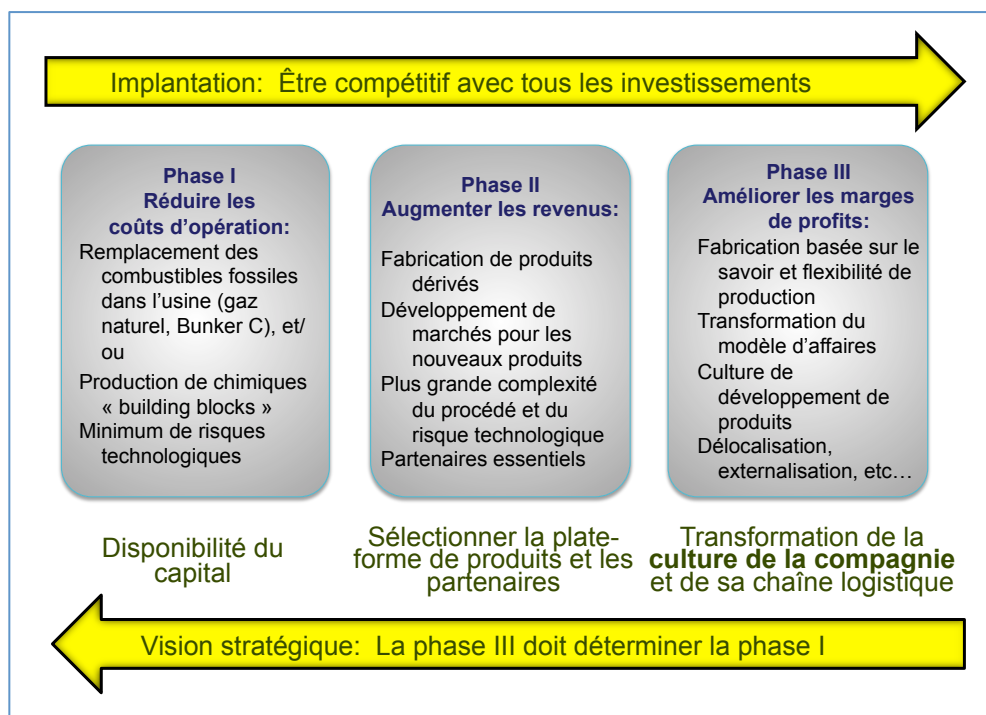 Implantation: Être compétitif avec tous les investissements
Phase I
Réduire les
coûts d’opération:
Remplacement des
combustibles fossiles
dans l’usine (gaz
naturel, Bunker C), et/
ou
Production de chimiques
« building blocks »
Minimum de risques
technologiques
Phase II
Augmenter les revenus:
Fabrication de produits
dérivés
Développement de
marchés pour les
nouveaux produits
Plus grande complexité
du procédé et du
risque technologique
Partenaires essentiels
Phase III
Améliorer les marges
de profits:
Fabrication basée sur le
savoir et flexibilité de
production
Transformation du
modèle d’affaires
Culture de
développement de
produits
Délocalisation,
externalisation, etc…
Disponibilité du
capital
Sélectionner la plate-
forme de produits et les
partenaires
Transformation de la
culture de la compagnie
et de sa chaîne logistique
Vision stratégique: La phase III doit déterminer la phase I